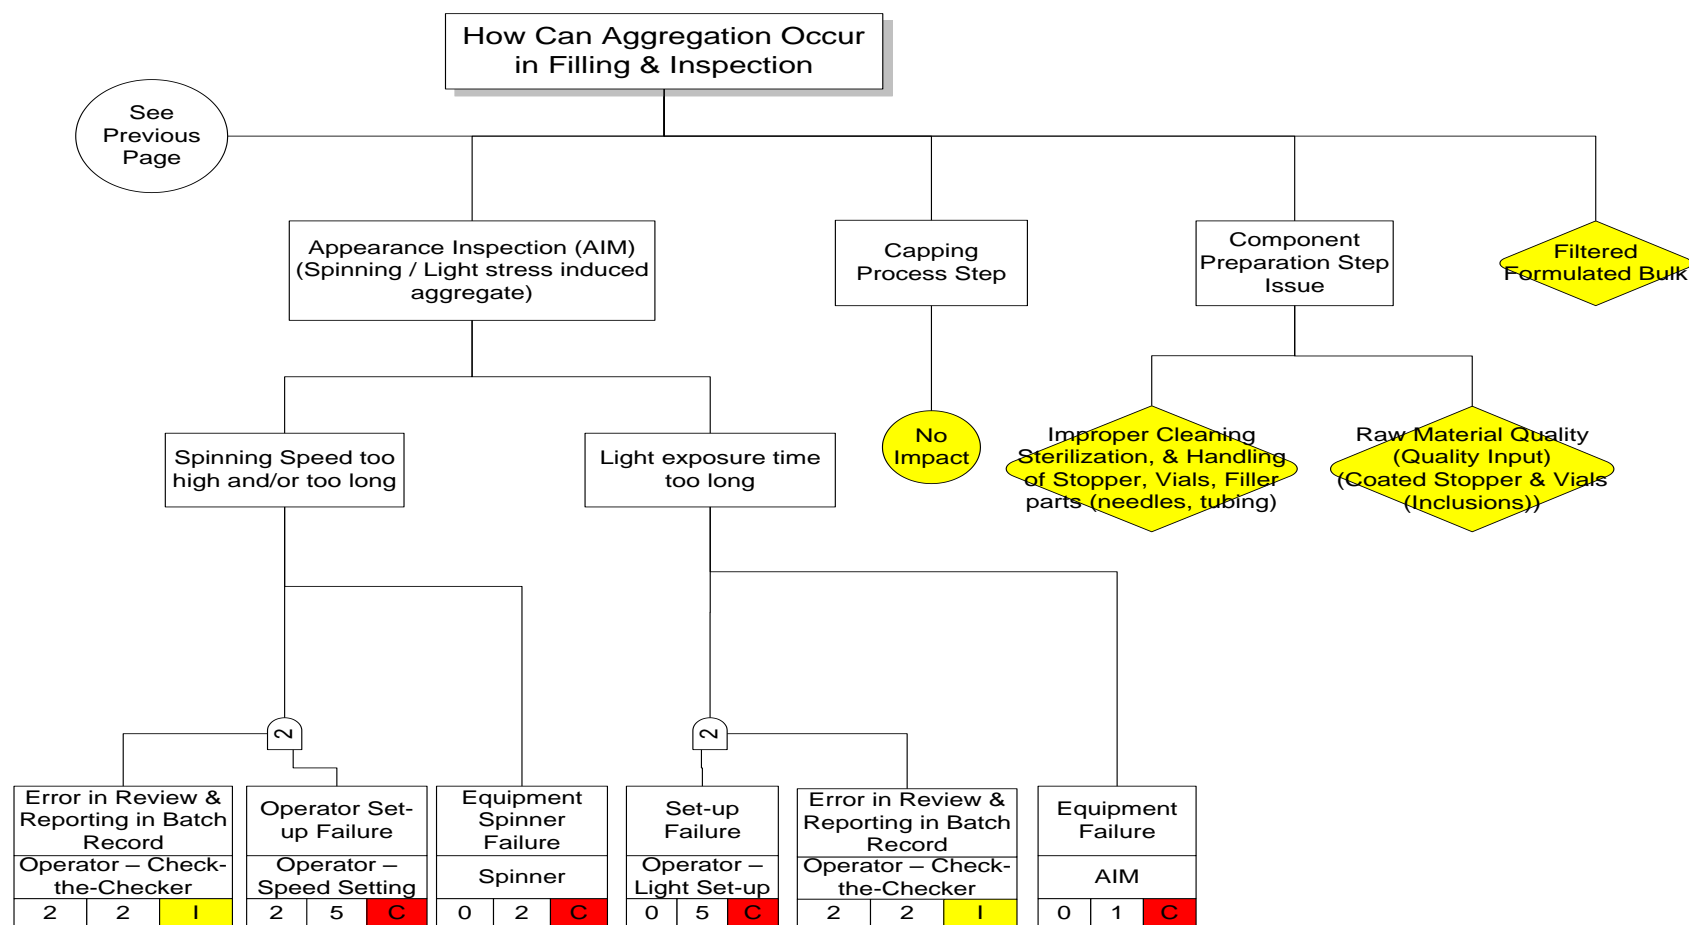 How Can Aggregation Occur
in Filling & Inspection
See
Previous
Page
Appearance Inspection (AIM)
(Spinning / Light stress induced
aggregate)
Capping
Process Step
Component
Preparation Step
Issue
Filtered
Formulated Bulk
Spinning Speed too
high and/or too long
Light exposure time
too long
No
Impact
Improper Cleaning
Sterilization, & Handling
of Stopper, Vials, Filler
parts (needles, tubing)
Raw Material Quality
(Quality Input)
(Coated Stopper & Vials
(Inclusions))
2
2
Error in Review &
Reporting in Batch
Record
Operator – Check-
the-Checker
2 2 I
Operator Set-
up Failure
Operator –
Speed Setting
2 5 C
Equipment
Spinner
Failure
Spinner
0 2 C
Set-up
Failure
Operator –
Light Set-up
0 5 C
Error in Review &
Reporting in Batch
Record
Operator – Check-
the-Checker
2 2 I
Equipment
Failure
AIM
0 1 C